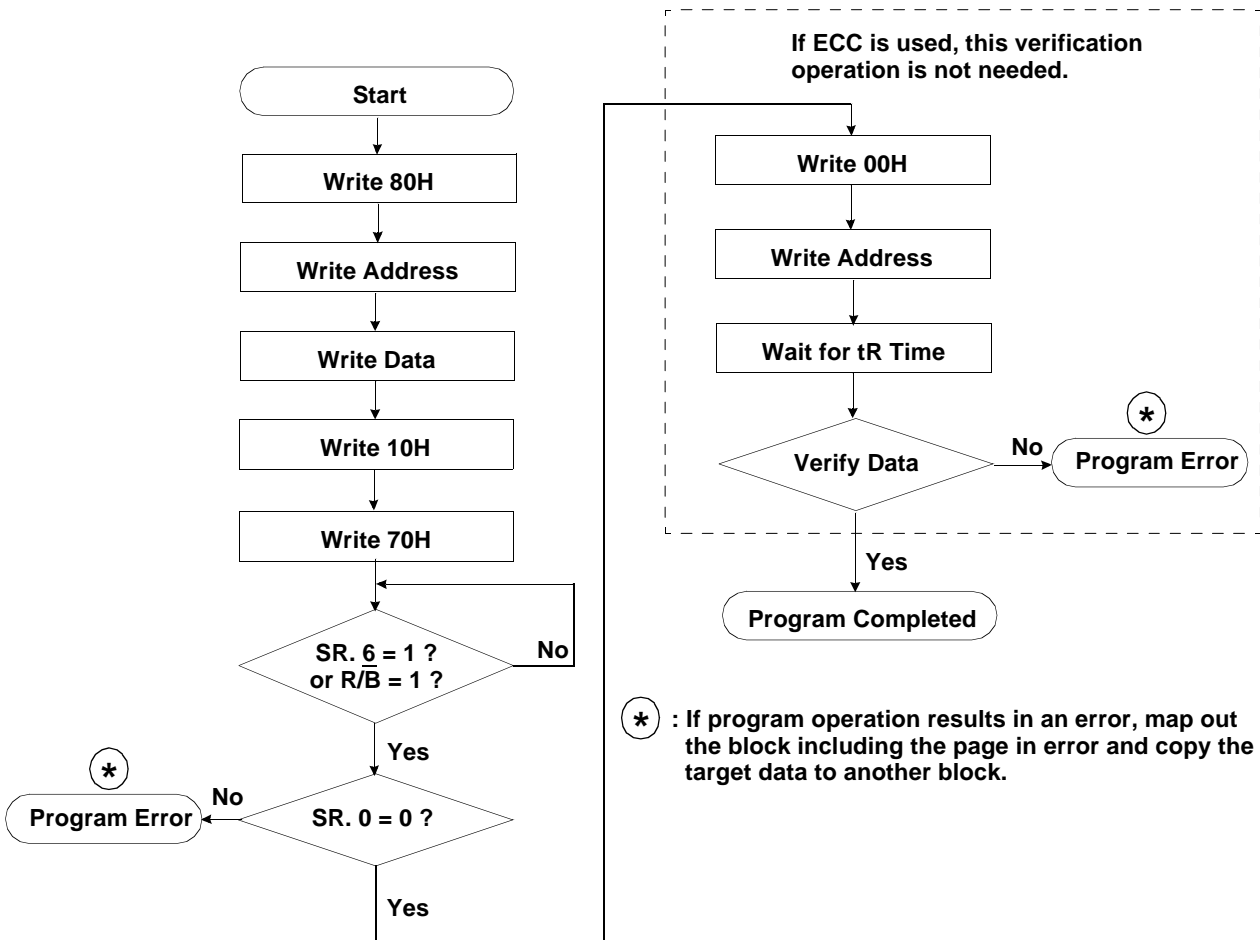 Start
Write 80H
Write Address
Write Data
Write 10H
Write 70H
SR. 6 = 1 ?
or R/B = 1 ?
No
Yes
SR. 0 = 0 ?
No
*
Program Error
Yes
If ECC is used, this verification
operation is not needed.
Write 00H
Write Address
Wait for tR Time
Verify Data
No
*
Program Error
Yes
Program Completed
* : If program operation results in an error, map out
the block including the page in error and copy the
target data to another block.